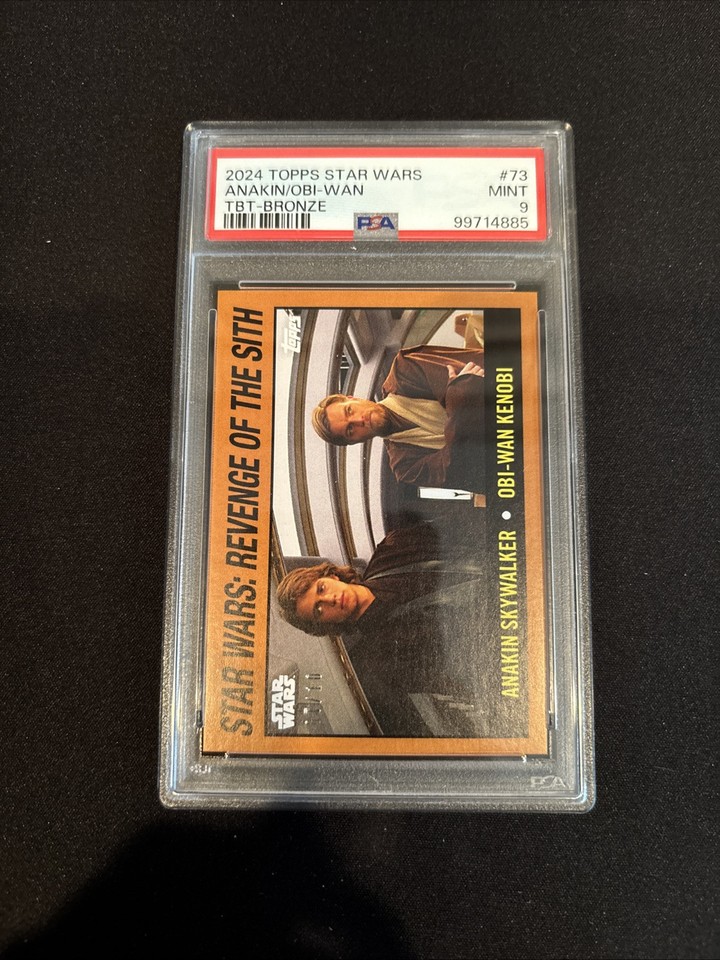 2024 TOPPS STAR WARS #73
ANAKIN/OBI-WAN MINT
TBT-BRONZE 9
PSA 99714885
STAR WARS: REVENGE OF THE SITH
topps
STAR WARS
ANAKIN SKYWALKER • OBI-WAN KENOBI
PSA